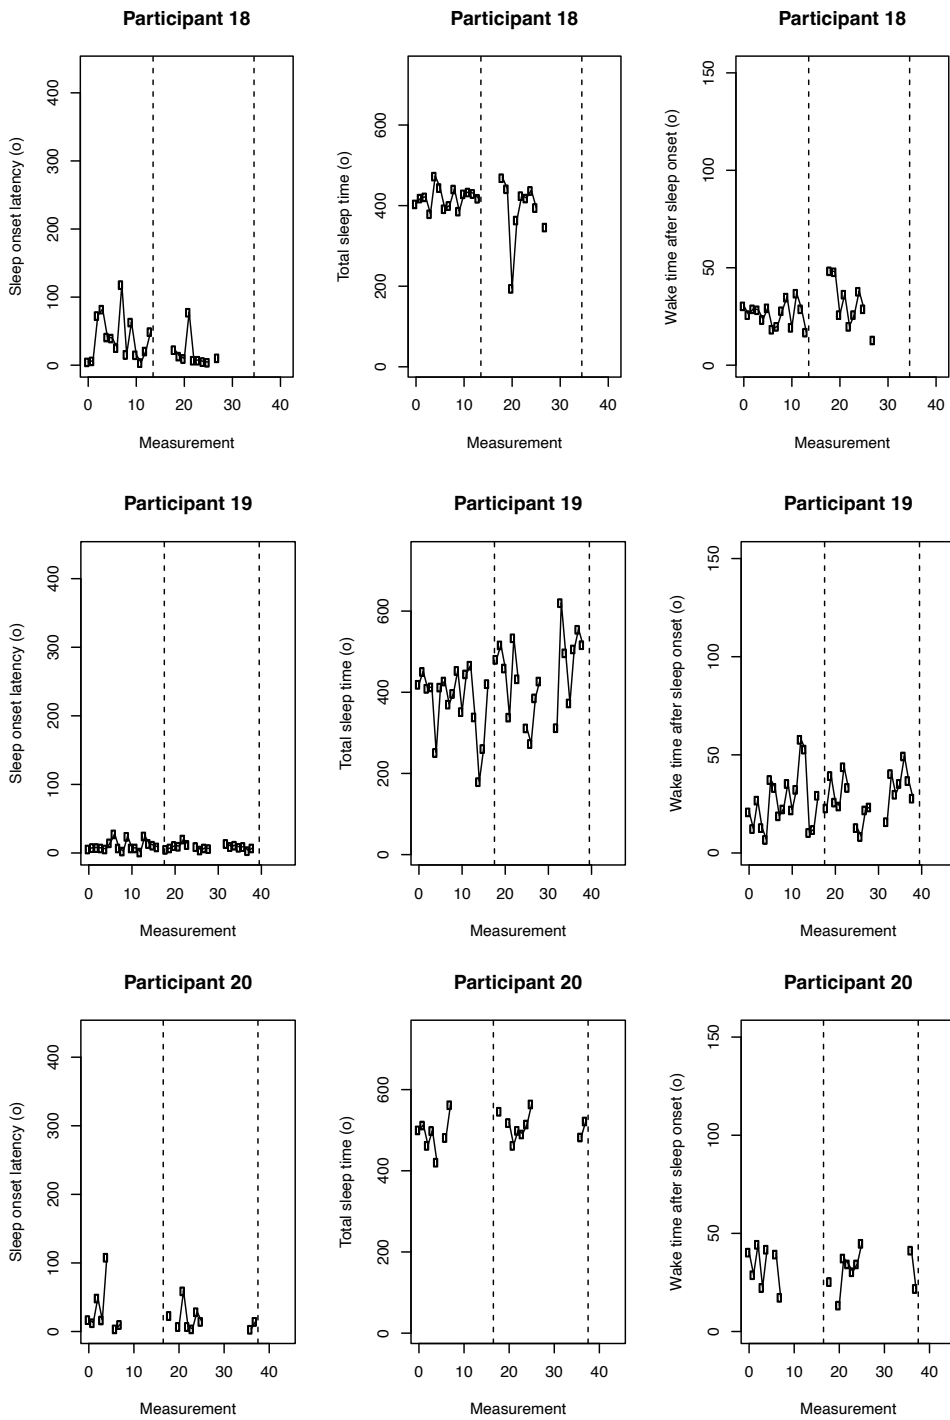 Participant 18
Sleep onset latency (o)
0 100 200 300 400
0 10 20 30 40
Measurement
Participant 18
Total sleep time (o)
0 200 400 600
0 10 20 30 40
Measurement
Participant 18
Wake time after sleep onset (o)
0 50 100 150
0 10 20 30 40
Measurement
Participant 19
Sleep onset latency (o)
0 100 200 300 400
0 10 20 30 40
Measurement
Participant 19
Total sleep time (o)
0 200 400 600
0 10 20 30 40
Measurement
Participant 19
Wake time after sleep onset (o)
0 50 100 150
0 10 20 30 40
Measurement
Participant 20
Sleep onset latency (o)
0 100 200 300 400
0 10 20 30 40
Measurement
Participant 20
Total sleep time (o)
0 200 400 600
0 10 20 30 40
Measurement
Participant 20
Wake time after sleep onset (o)
0 50 100 150
0 10 20 30 40
Measurement